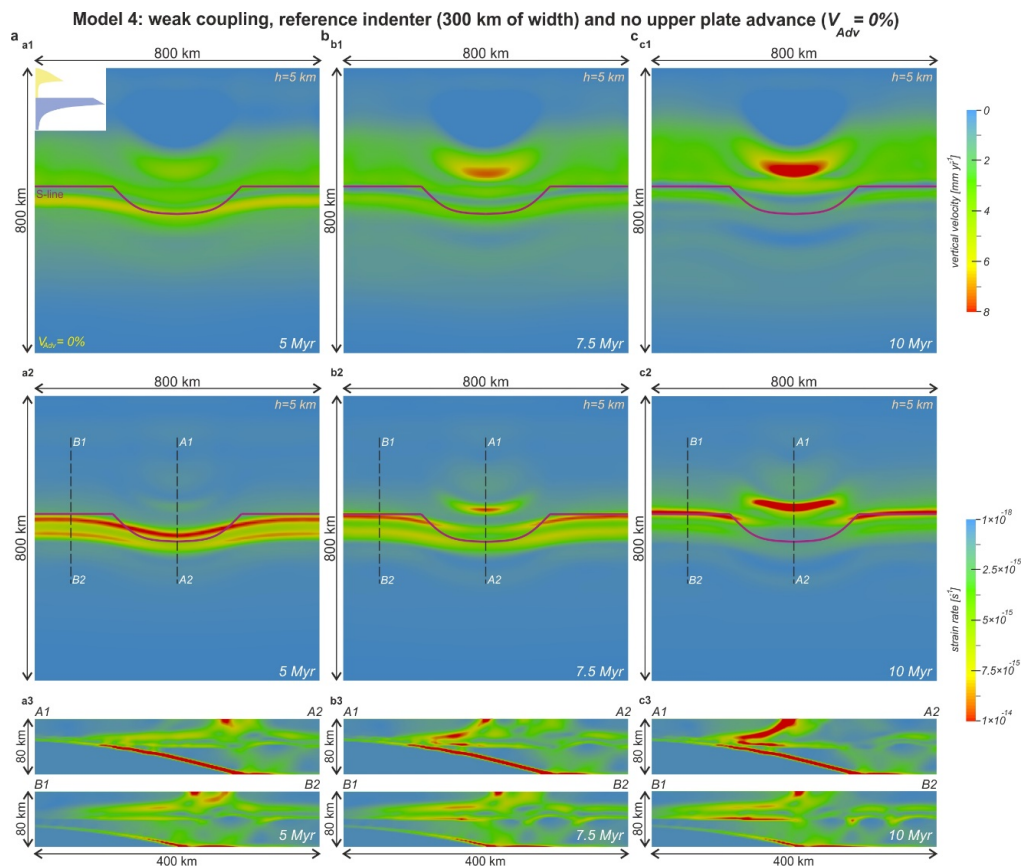 Model 4: weak coupling, reference indenter (300 km of width) and no upper plate advance (V_Adv = 0%)
a
b
c
a1
b1
c1
800 km
800 km
800 km
h=5 km
h=5 km
h=5 km
0
2
4
6
8
vertical velocity [mm yr⁻¹]
S-line
800 km
800 km
800 km
V_Adv = 0%
5 Myr
7.5 Myr
10 Myr
a2
b2
c2
800 km
800 km
800 km
h=5 km
h=5 km
h=5 km
B1
A1
B1
A1
B1
A1
800 km
800 km
800 km
1×10⁻¹⁸
2.5×10⁻¹⁵
5×10⁻¹⁵
7.5×10⁻¹⁵
1×10⁻¹⁴
strain rate [s⁻¹]
B2
A2
B2
A2
B2
A2
5 Myr
7.5 Myr
10 Myr
a3
b3
c3
A1
A2
A1
A2
A1
A2
80 km
80 km
80 km
B1
B2
B1
B2
B1
B2
80 km
80 km
80 km
5 Myr
7.5 Myr
10 Myr
400 km
400 km
400 km